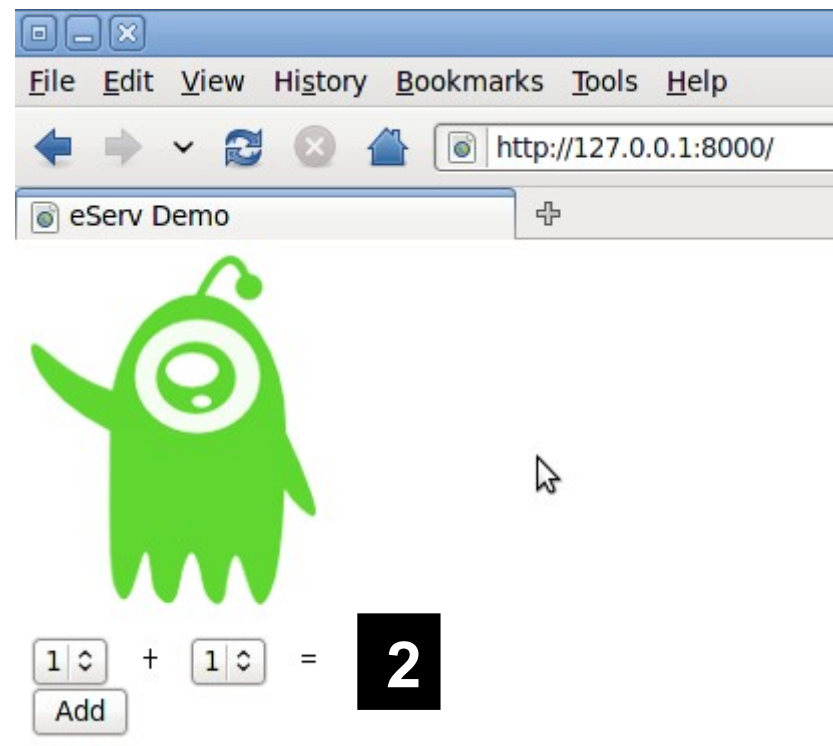 File Edit View History Bookmarks Tools Help
http://127.0.0.1:8000/
eServ Demo
1 + 1 = 2
Add